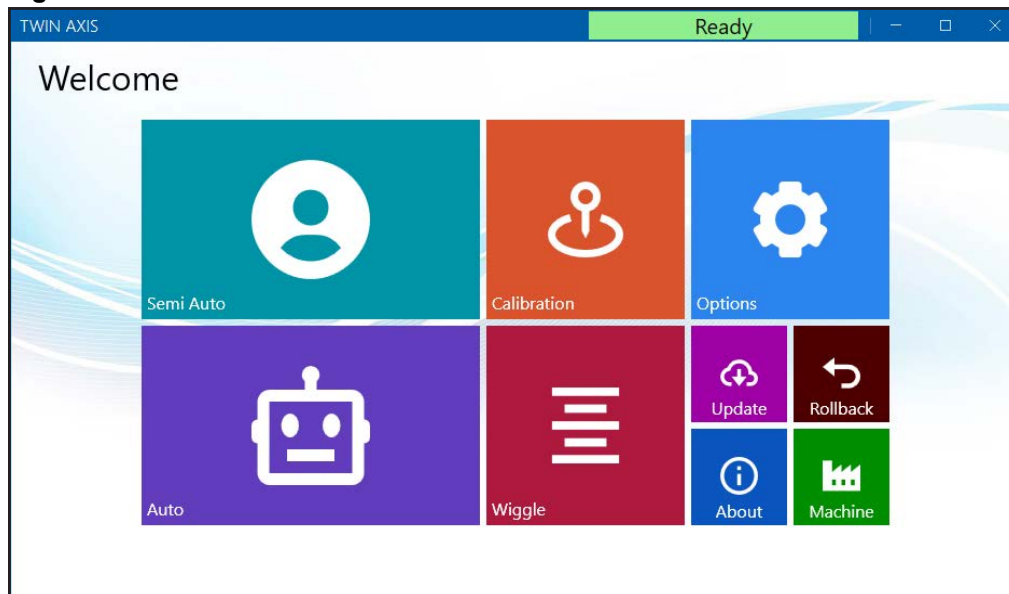 TWIN AXIS
Ready
Welcome
Semi Auto
Calibration
Options
Update
Rollback
Auto
Wiggle
About
Machine